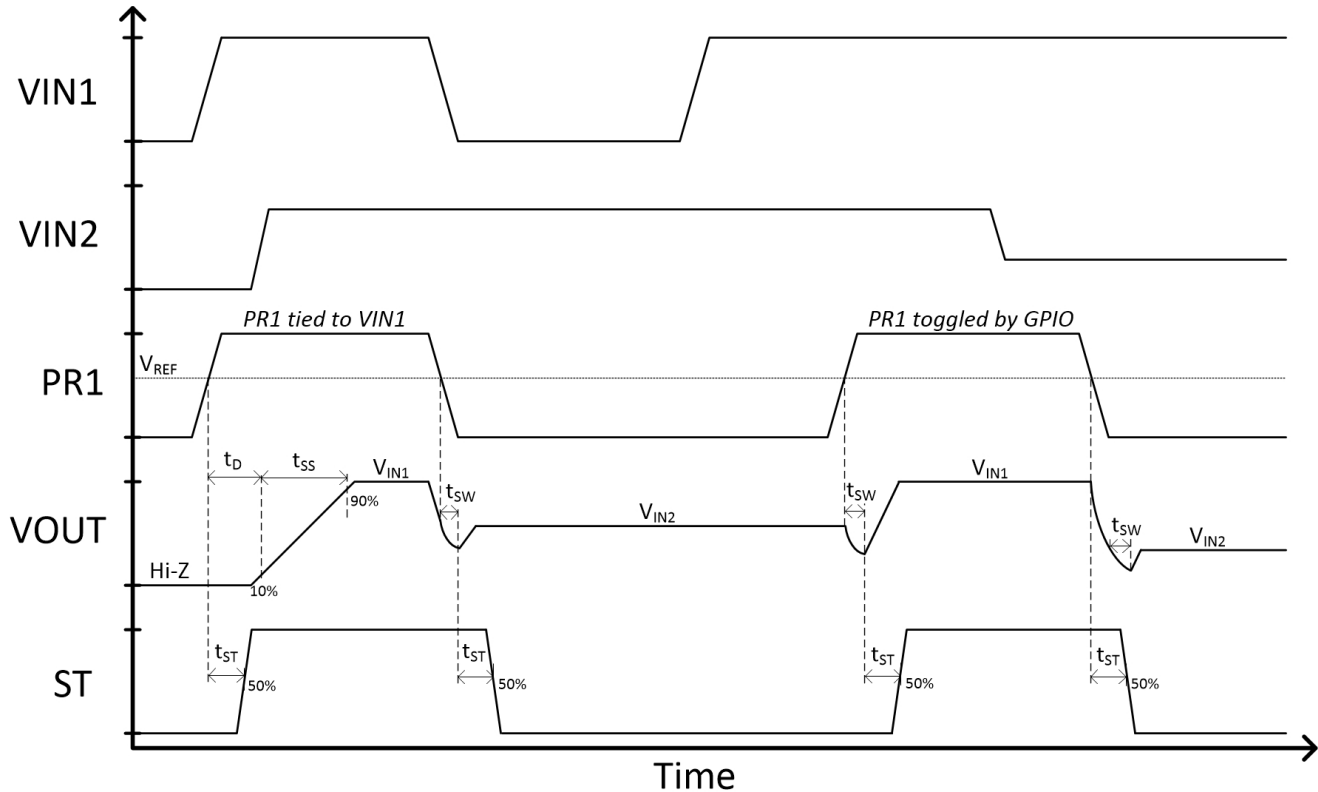 VIN1
VIN2
PR1 tied to VIN1
PR1 toggled by GPIO
VREF
PR1
tD
tSS
VIN1
VIN1
90%
tSW
tSW
VIN2
tSW
VIN2
VOUT
Hi-Z
10%
tST
tST
tST
tST
50%
50%
50%
50%
ST
Time